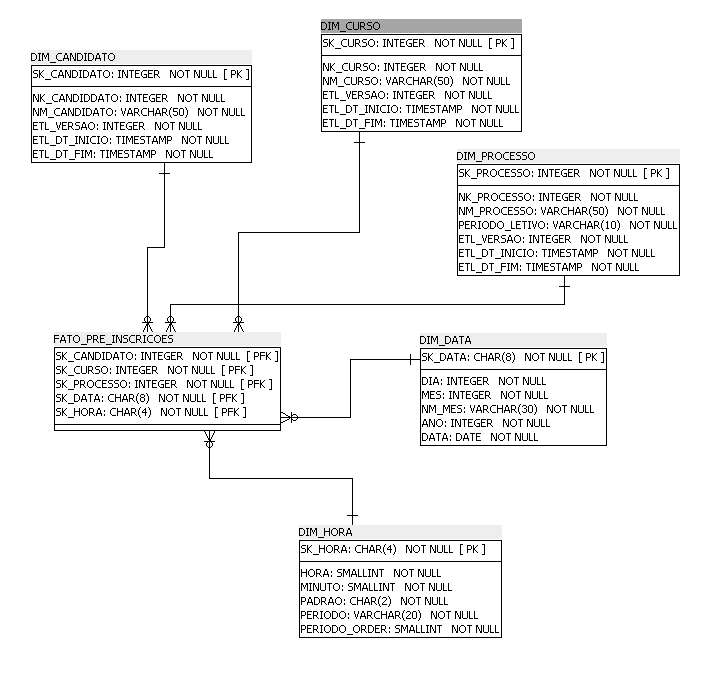 DIM_CURSO
SK_CURSO: INTEGER NOT NULL [ PK ]
NK_CURSO: INTEGER NOT NULL
NM_CURSO: VARCHAR(50) NOT NULL
ETL_VERSAO: INTEGER NOT NULL
ETL_DT_INICIO: TIMESTAMP NOT NULL
ETL_DT_FIM: TIMESTAMP NOT NULL
DIM_CANDIDATO
SK_CANDIDATO: INTEGER NOT NULL [ PK ]
NK_CANDIDDATO: INTEGER NOT NULL
NM_CANDIDATO: VARCHAR(50) NOT NULL
ETL_VERSAO: INTEGER NOT NULL
ETL_DT_INICIO: TIMESTAMP NOT NULL
ETL_DT_FIM: TIMESTAMP NOT NULL
DIM_PROCESSO
SK_PROCESSO: INTEGER NOT NULL [ PK ]
NK_PROCESSO: INTEGER NOT NULL
NM_PROCESSO: VARCHAR(50) NOT NULL
PERIODO_LETIVO: VARCHAR(10) NOT NULL
ETL_VERSAO: INTEGER NOT NULL
ETL_DT_INICIO: TIMESTAMP NOT NULL
ETL_DT_FIM: TIMESTAMP NOT NULL
FATO_PRE_INSCRICOES
SK_CANDIDATO: INTEGER NOT NULL [ PFK ]
SK_CURSO: INTEGER NOT NULL [ PFK ]
SK_PROCESSO: INTEGER NOT NULL [ PFK ]
SK_DATA: CHAR(8) NOT NULL [ PFK ]
SK_HORA: CHAR(4) NOT NULL [ PFK ]
DIM_DATA
SK_DATA: CHAR(8) NOT NULL [ PK ]
DIA: INTEGER NOT NULL
MES: INTEGER NOT NULL
NM_MES: VARCHAR(30) NOT NULL
ANO: INTEGER NOT NULL
DATA: DATE NOT NULL
DIM_HORA
SK_HORA: CHAR(4) NOT NULL [ PK ]
HORA: SMALLINT NOT NULL
MINUTO: SMALLINT NOT NULL
PADRAO: CHAR(2) NOT NULL
PERIODO: VARCHAR(20) NOT NULL
PERIODO_ORDER: SMALLINT NOT NULL